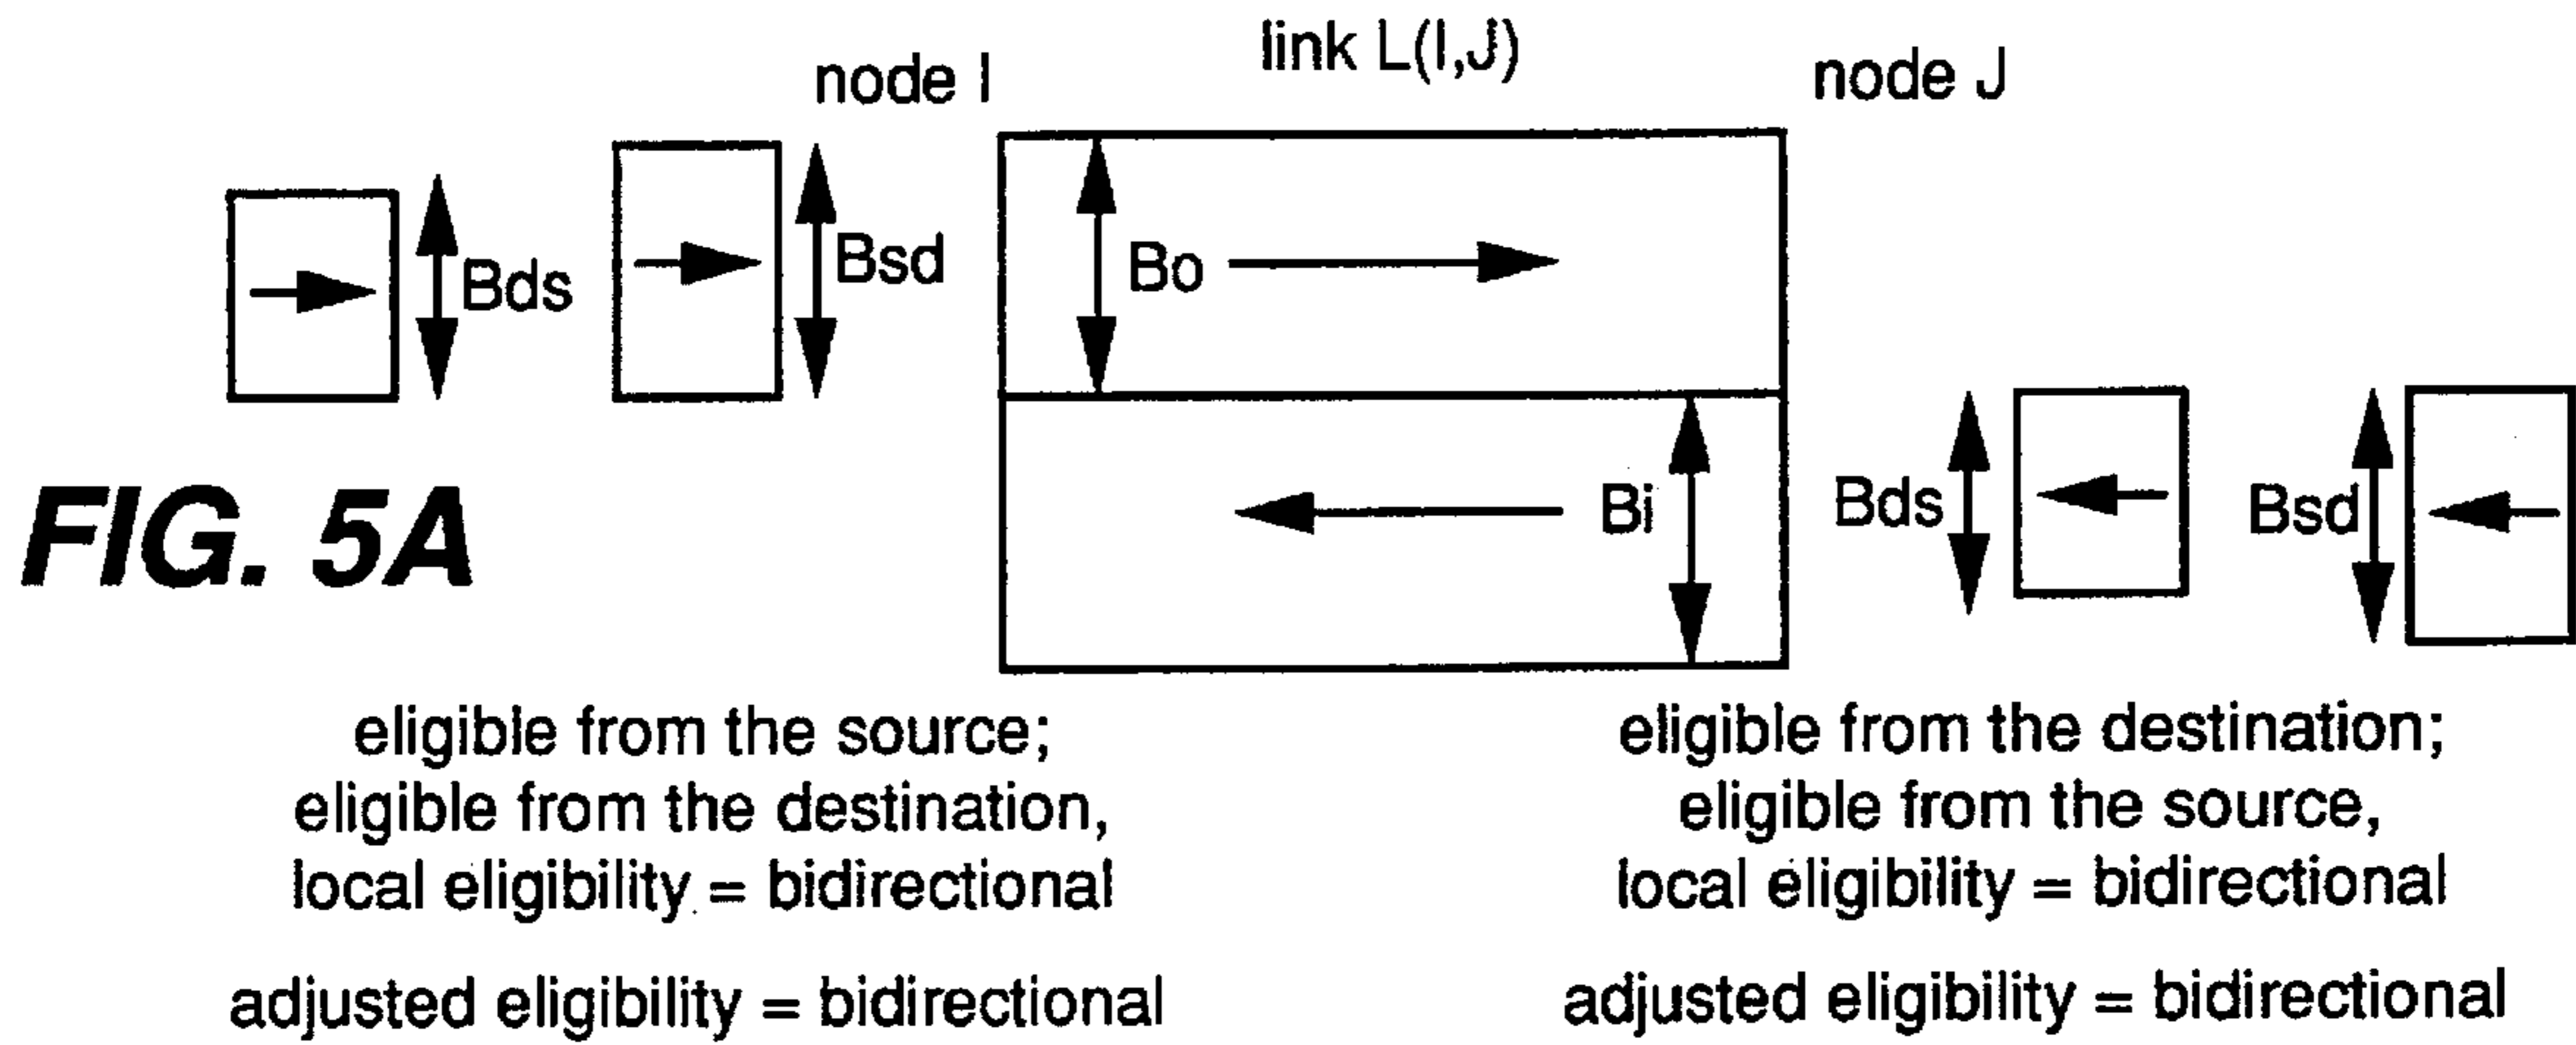 link L(I,J)
node I
node J
Bds
Bsd
Bo
Bi
Bds
Bsd
FIG. 5A
eligible from the source;
eligible from the destination,
local eligibility = bidirectional
adjusted eligibility = bidirectional
eligible from the destination;
eligible from the source,
local eligibility = bidirectional
adjusted eligibility = bidirectional